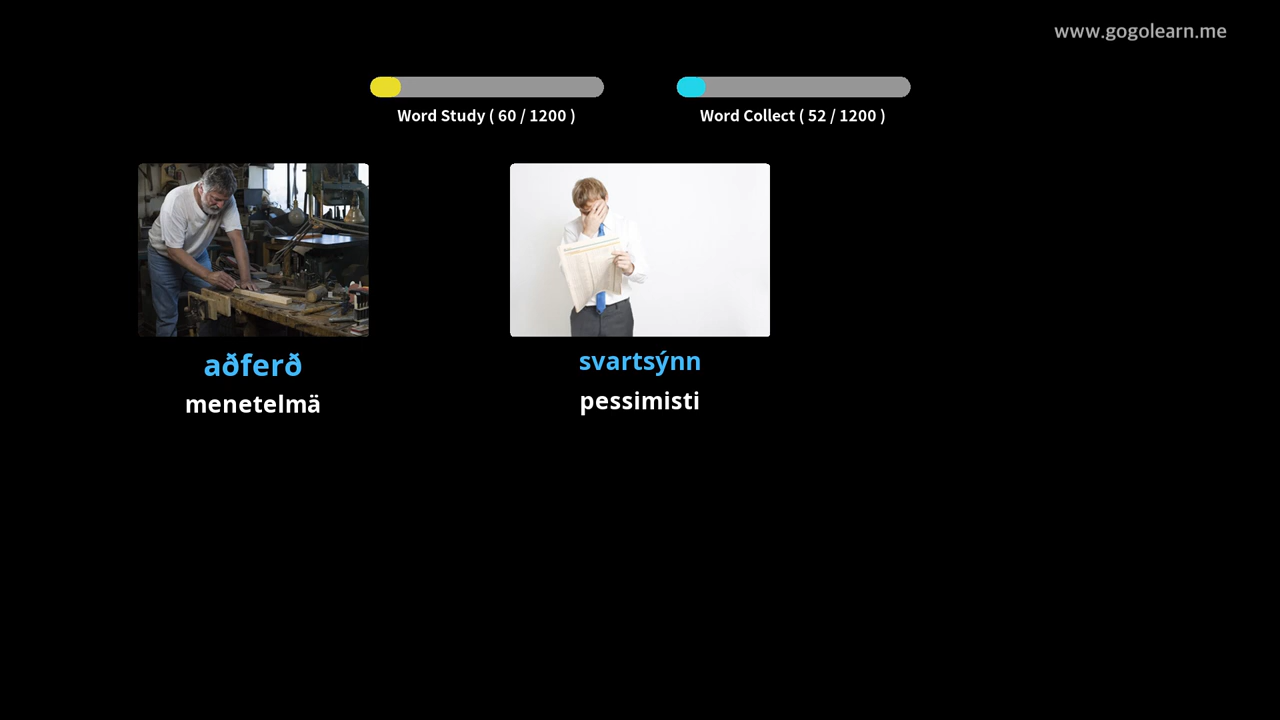 www.gogolearn.me
Word Study ( 60 / 1200 )
Word Collect ( 52 / 1200 )
aðferð
menetelmä
svartsýnn
pessimisti